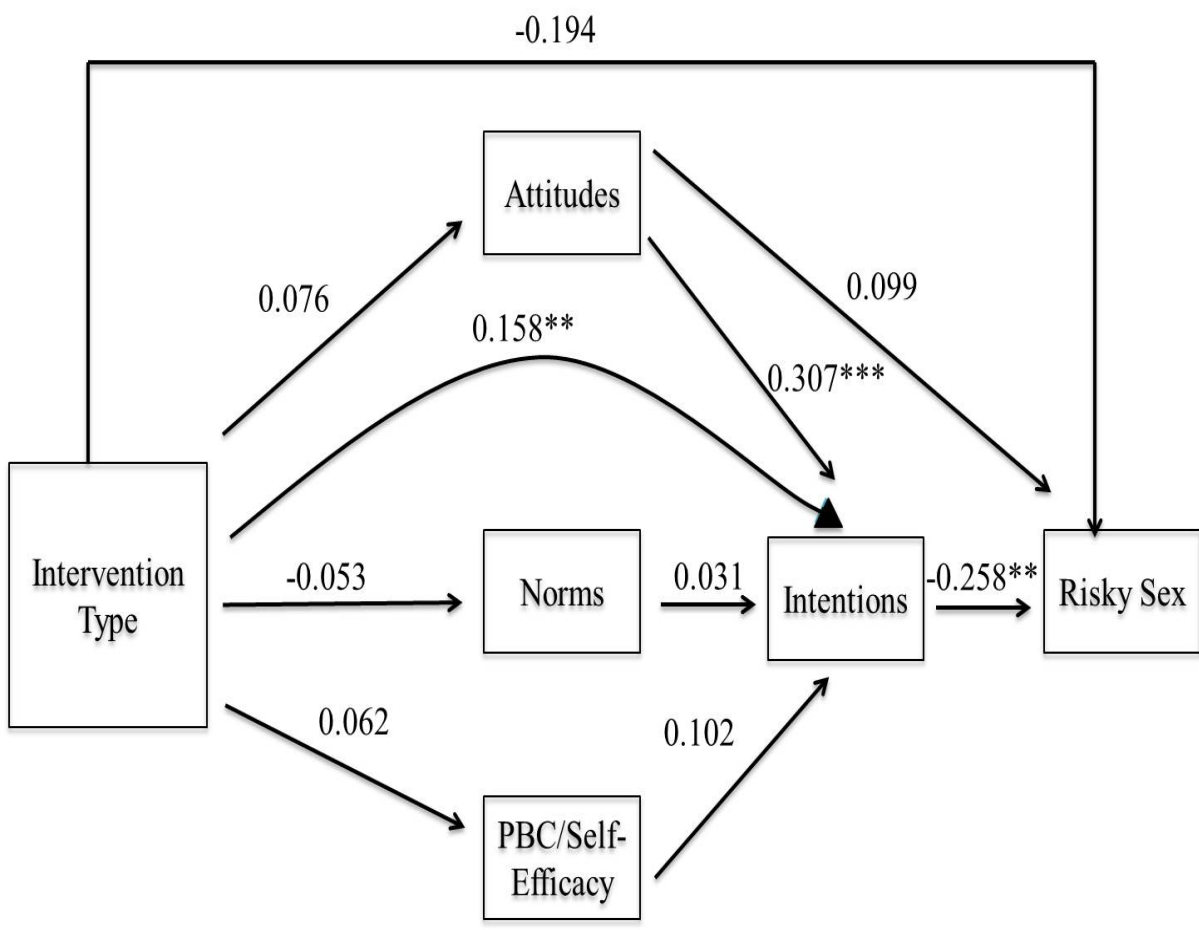 -0.194
Attitudes
0.076
0.099
0.158**
0.307***
Intervention
Type
-0.053
Norms
0.031
Intentions
-0.258**
Risky Sex
0.062
0.102
PBC/Self-
Efficacy